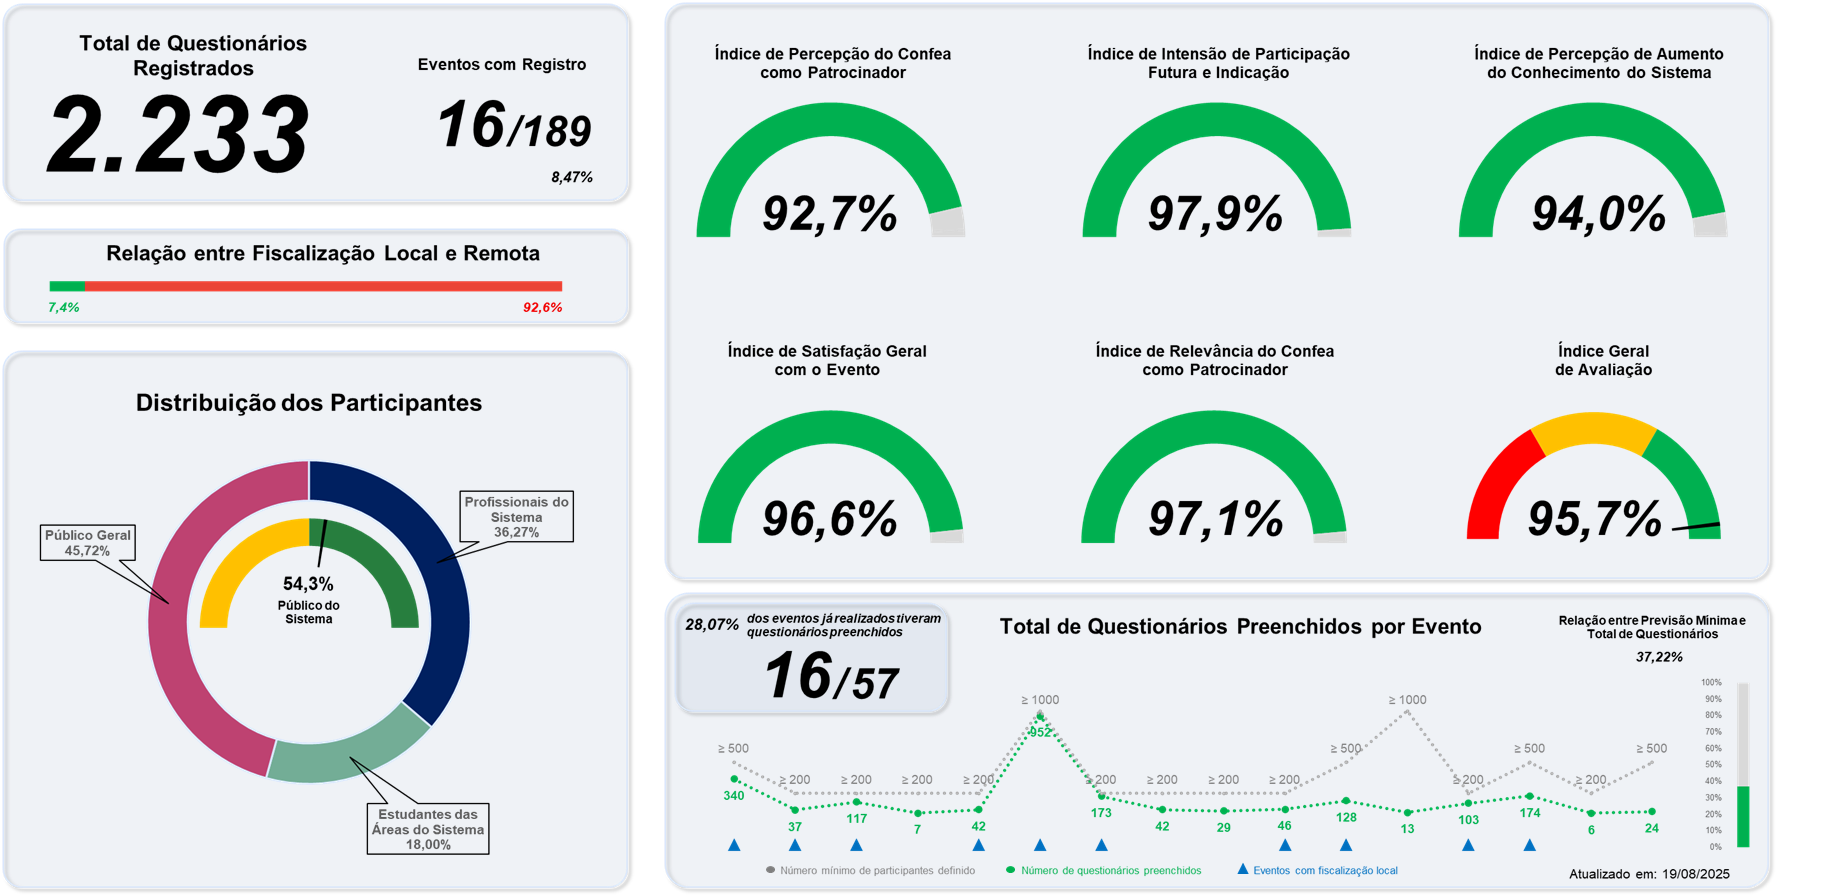 Total de Questionários
Registrados
2.233
Eventos com Registro
16/189
8,47%
Relação entre Fiscalização Local e Remota
7,4%
92,6%
Distribuição dos Participantes
Profissionais do
Sistema
36,27%
Público Geral
45,72%
54,3%
Público do
Sistema
Estudantes das
Áreas do Sistema
18,00%
Índice de Percepção do Confea
como Patrocinador
92,7%
Índice de Intensão de Participação
Futura e Indicação
97,9%
Índice de Percepção de Aumento
do Conhecimento do Sistema
94,0%
Índice de Satisfação Geral
com o Evento
96,6%
Índice de Relevância do Confea
como Patrocinador
97,1%
Índice Geral
de Avaliação
95,7%
28,07% dos eventos já realizados tiveram
questionários preenchidos
16/57
Total de Questionários Preenchidos por Evento
Relação entre Previsão Mínima e
Total de Questionários
37,22%
≥ 500 ≥ 200 ≥ 200 ≥ 200 ≥ 200 ≥ 1000 ≥ 200 ≥ 200 ≥ 200 ≥ 200 ≥ 500 ≥ 1000 ≥ 200 ≥ 500 ≥ 200 ≥ 500
340 37 117 7 42 952 173 42 29 46 128 13 103 174 6 24
100%
90%
80%
70%
60%
50%
40%
30%
20%
10%
0%
Número mínimo de participantes definido
Número de questionários preenchidos
Eventos com fiscalização local
Atualizado em: 19/08/2025